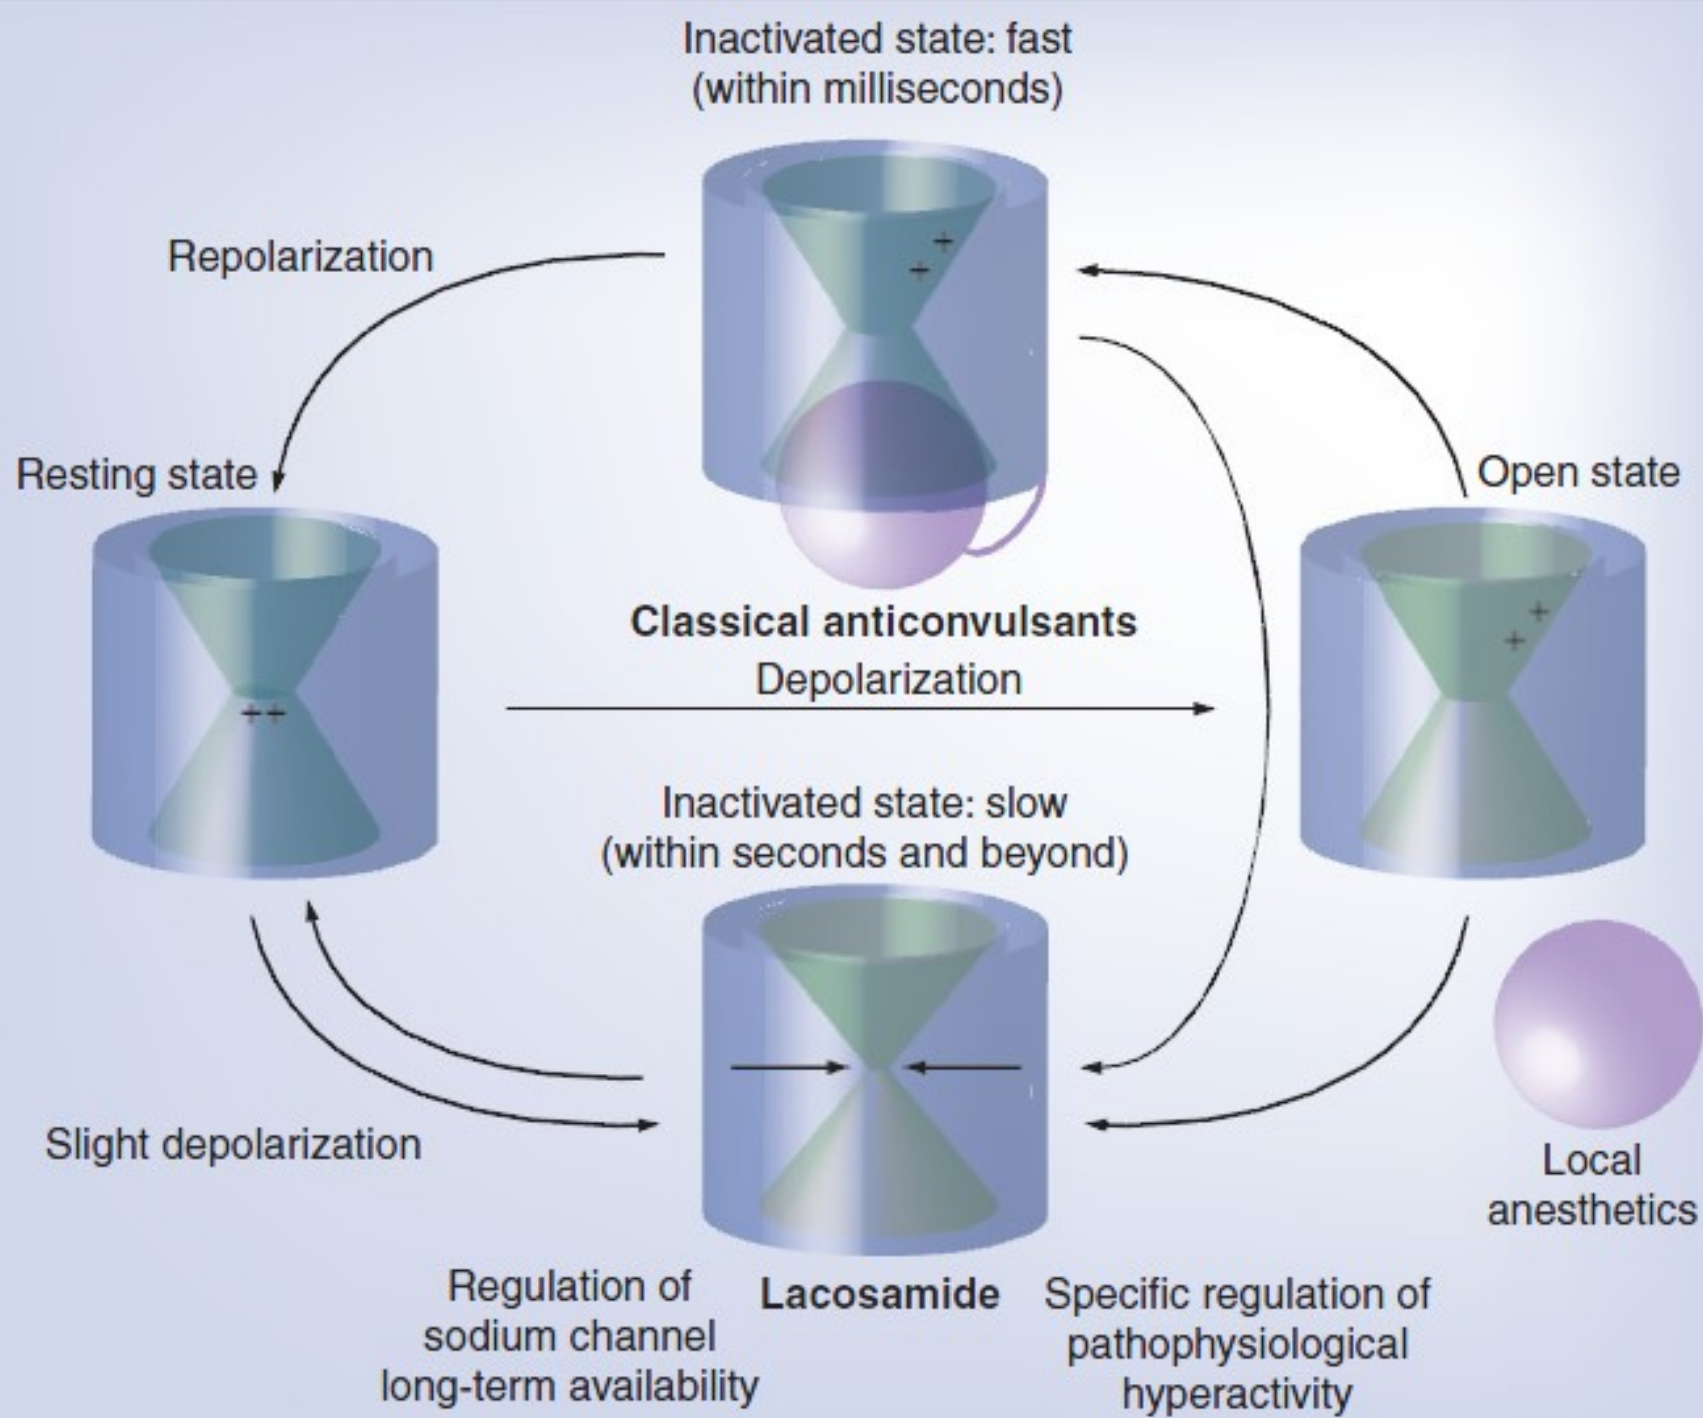 Inactivated state: fast
(within milliseconds)
Repolarization
Resting state
Open state
+
+
+
+
++
Classical anticonvulsants
Depolarization
Inactivated state: slow
(within seconds and beyond)
Slight depolarization
Local
anesthetics
Regulation of
sodium channel
long-term availability
Lacosamide
Specific regulation of
pathophysiological
hyperactivity